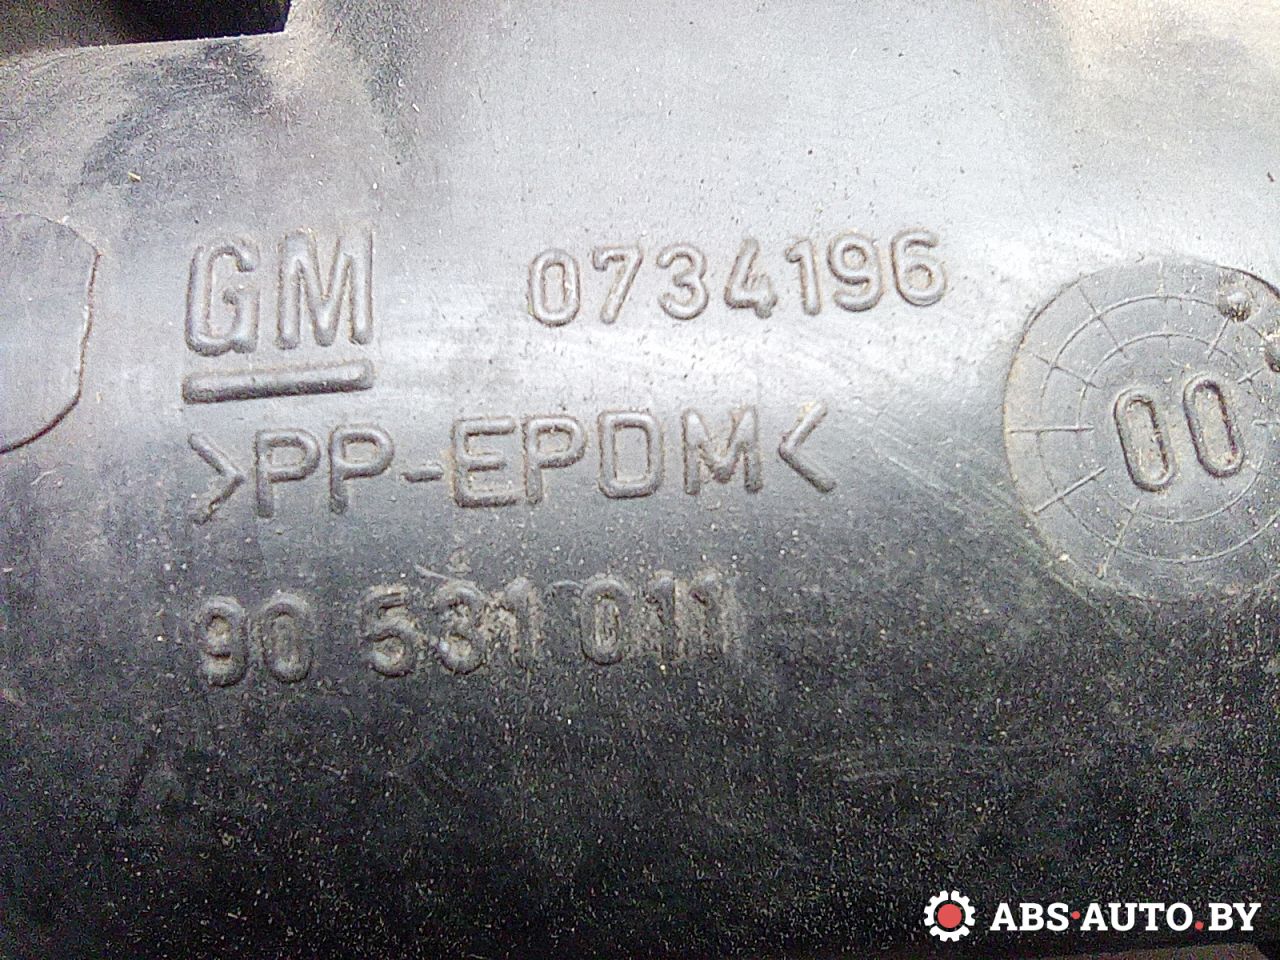 GM 0734196
>PP-EPDM<
90 531 011
00
ABS·AUTO.BY